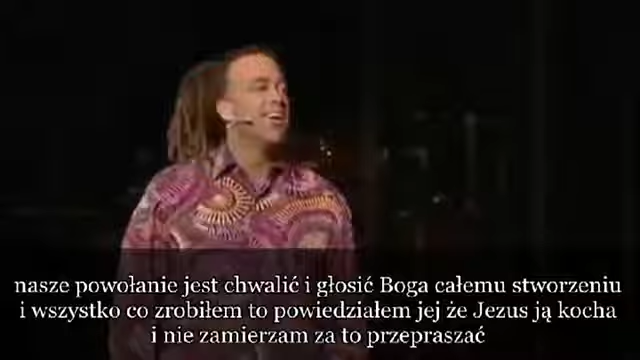 nasze powołanie jest chwalić i głosić Boga całemu stworzeniu
i wszystko co zrobiłem to powiedziałem jej że Jezus ją kocha
i nie zamierzam za to przepraszać